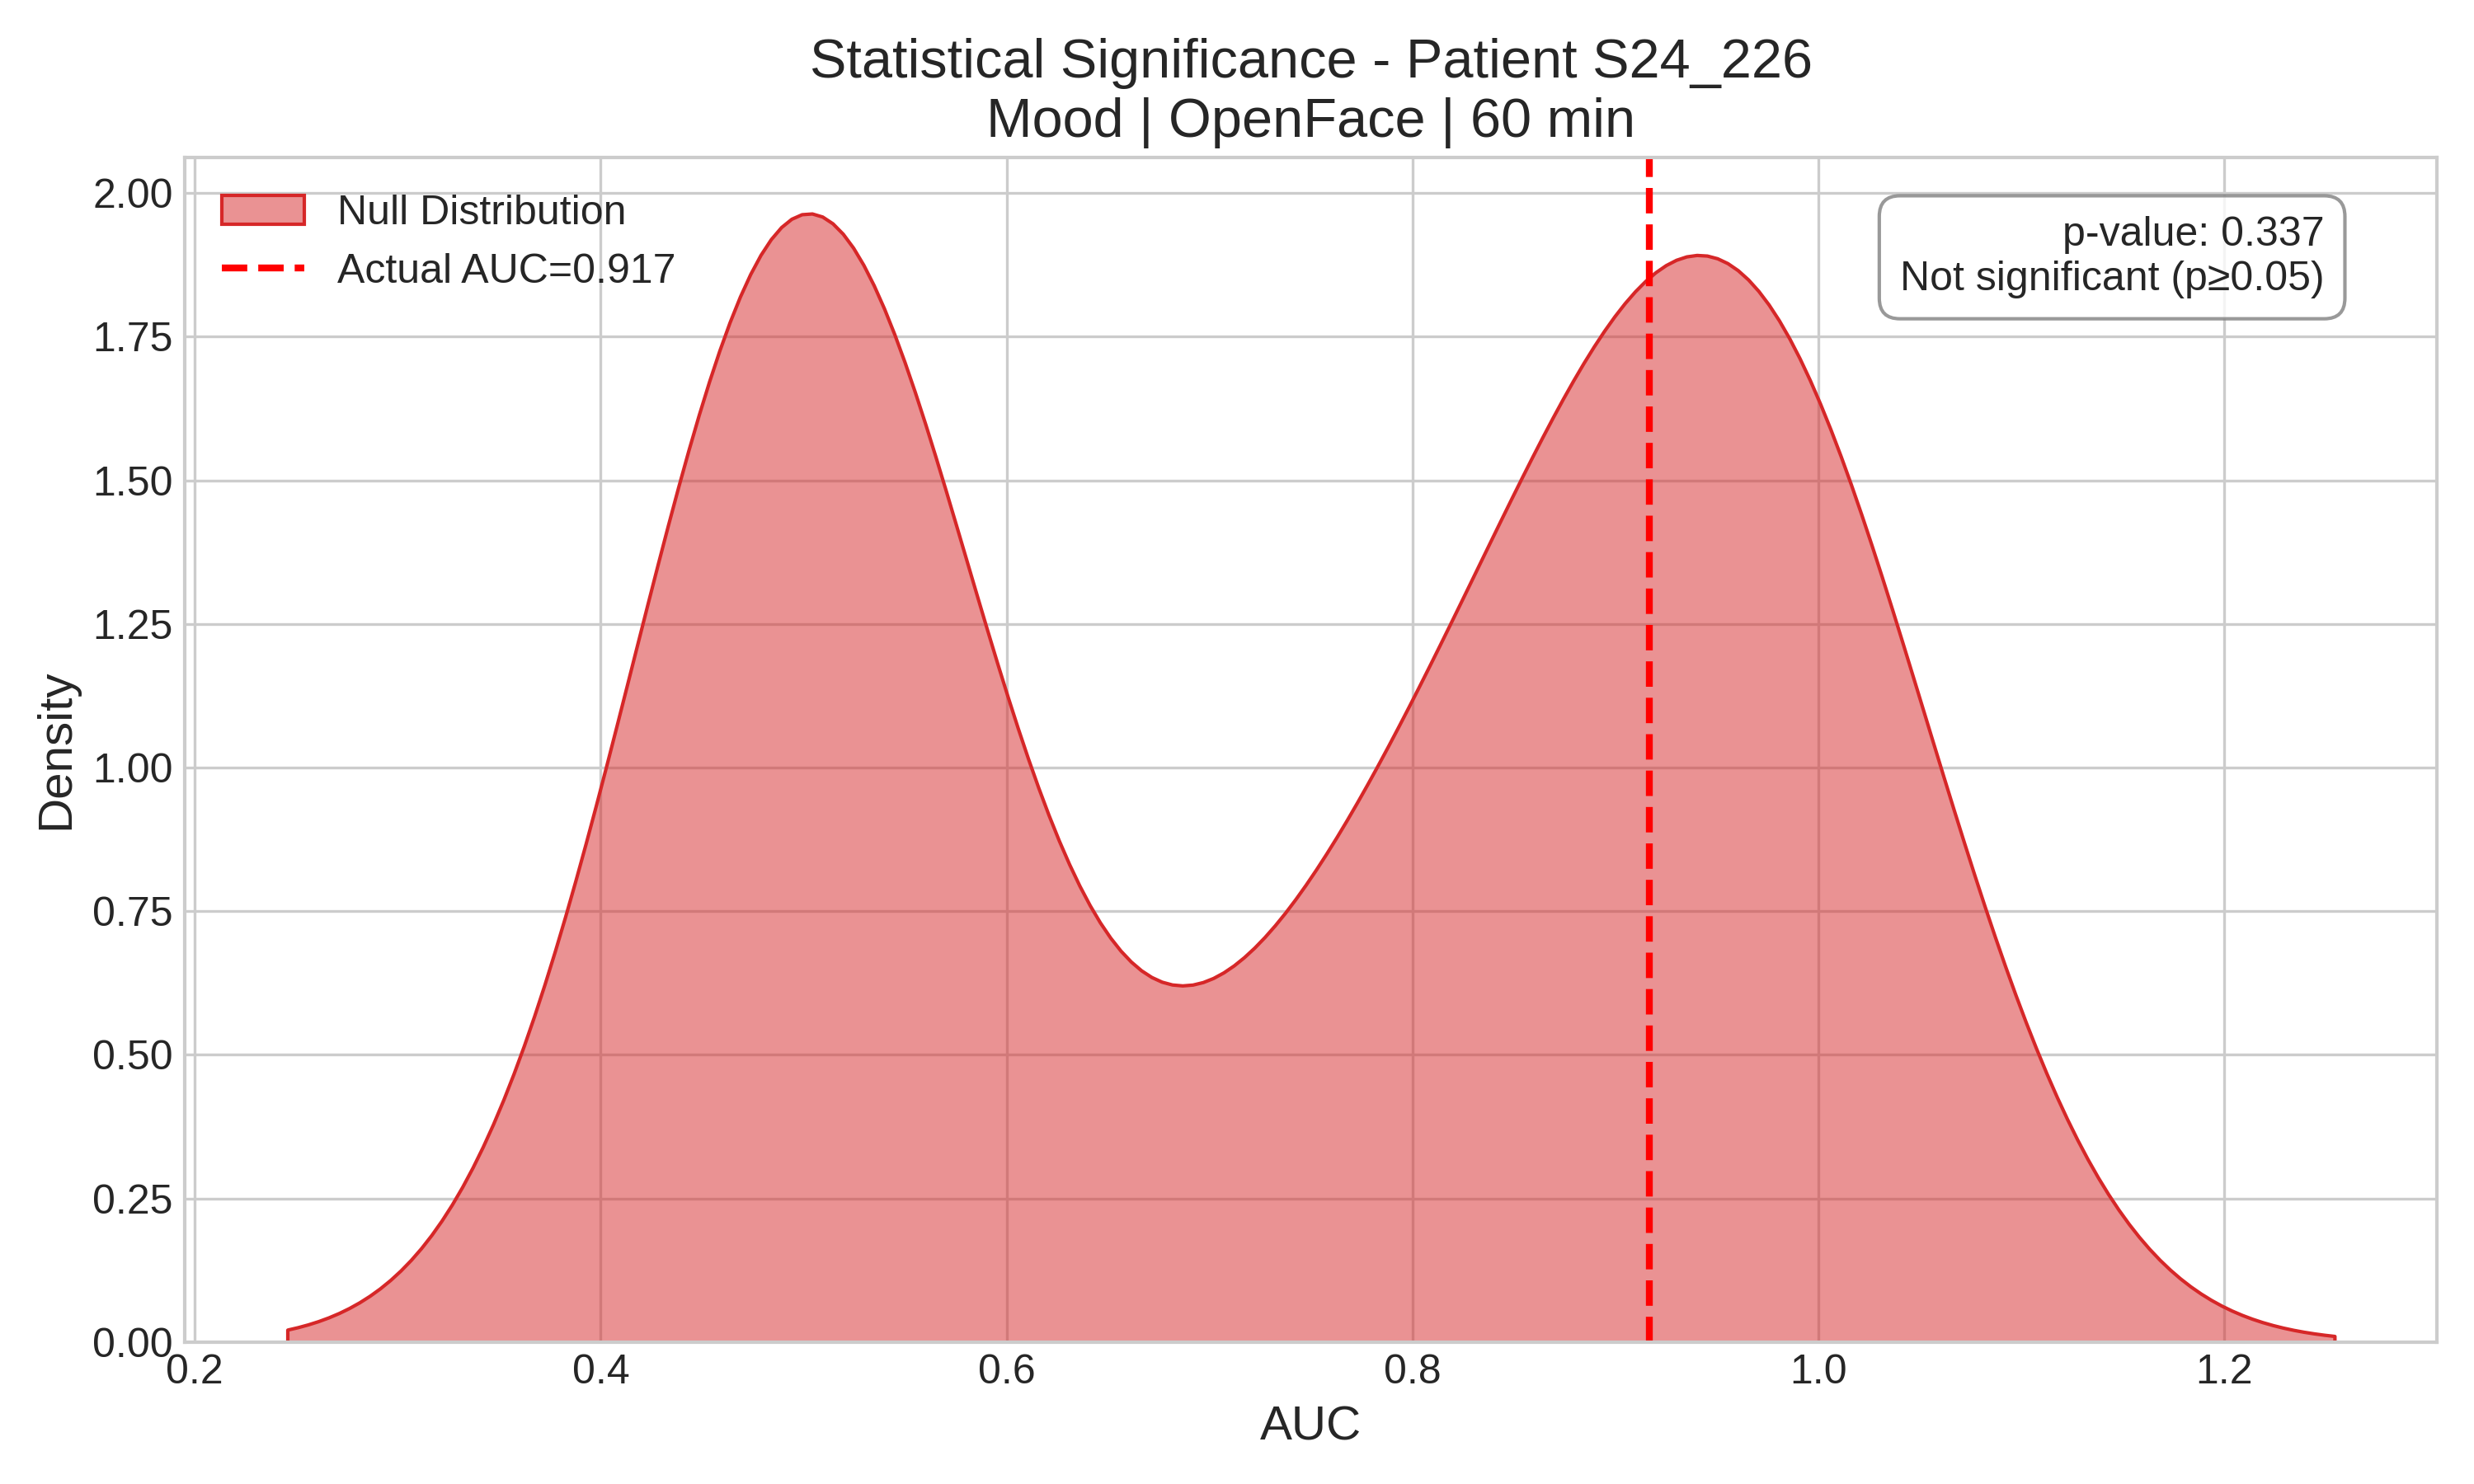 Statistical Significance - Patient S24_226
Mood | OpenFace | 60 min
Null Distribution
Actual AUC=0.917
p-value: 0.337
Not significant (p≥0.05)
Density
2.00
1.75
1.50
1.25
1.00
0.75
0.50
0.25
0.00
0.2
0.4
0.6
0.8
1.0
1.2
AUC